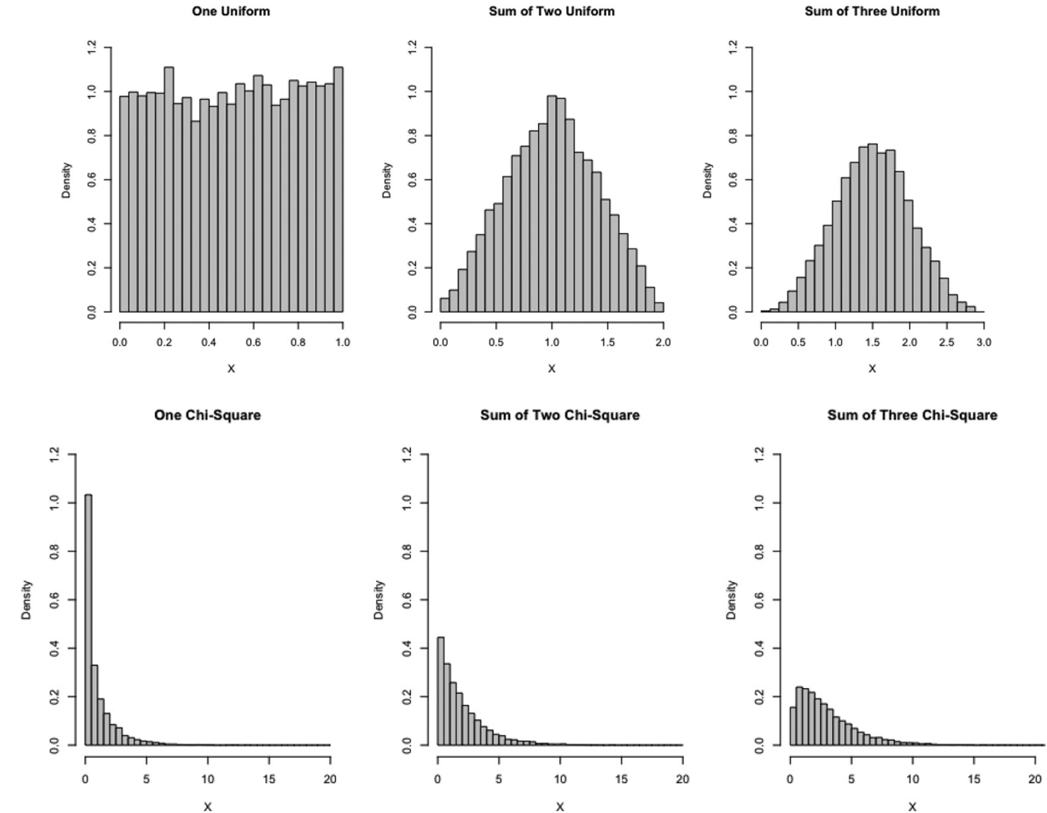 One Uniform
Sum of Two Uniform
Sum of Three Uniform
Density
0.0 0.2 0.4 0.6 0.8 1.0 1.2
Density
0.0 0.2 0.4 0.6 0.8 1.0 1.2
Density
0.0 0.2 0.4 0.6 0.8 1.0 1.2
0.0 0.2 0.4 0.6 0.8 1.0
0.0 0.5 1.0 1.5 2.0
0.0 0.5 1.0 1.5 2.0 2.5 3.0
X
X
X
One Chi-Square
Sum of Two Chi-Square
Sum of Three Chi-Square
Density
0.0 0.2 0.4 0.6 0.8 1.0 1.2
Density
0.0 0.2 0.4 0.6 0.8 1.0 1.2
Density
0.0 0.2 0.4 0.6 0.8 1.0 1.2
0 5 10 15 20
0 5 10 15 20
0 5 10 15 20
X
X
X